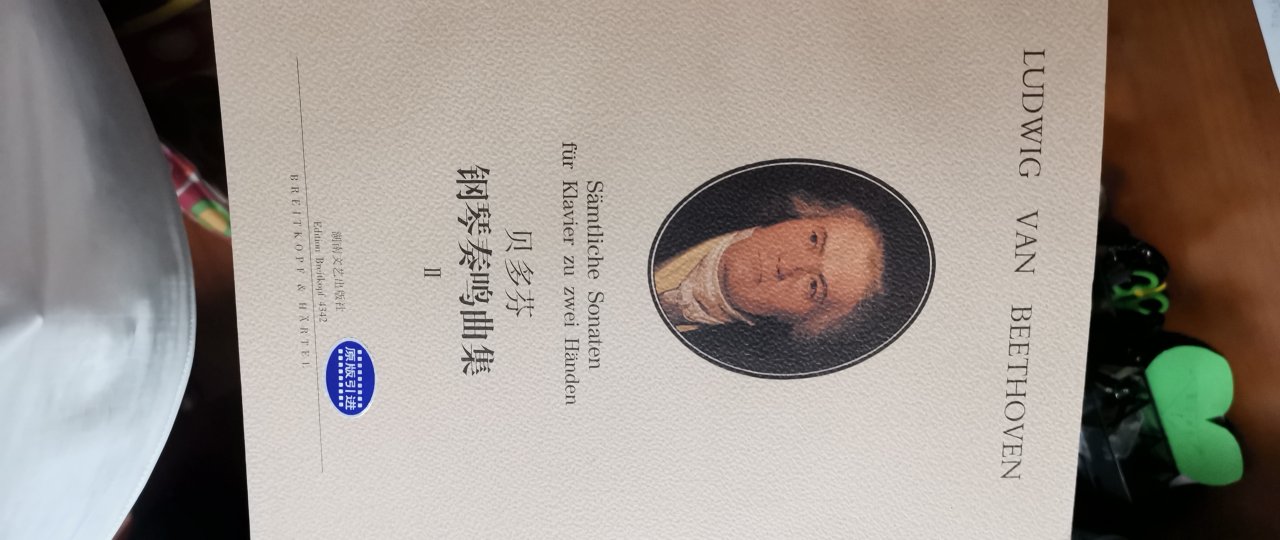 LUDWIG VAN BEETHOVEN
Sämtliche Sonaten
für Klavier zu zwei Händen
贝多芬
钢琴奏鸣曲集
II
原版引进
湖南文艺出版社
Edition Breitkopf 4342
BREITKOPF & HÄRTEL